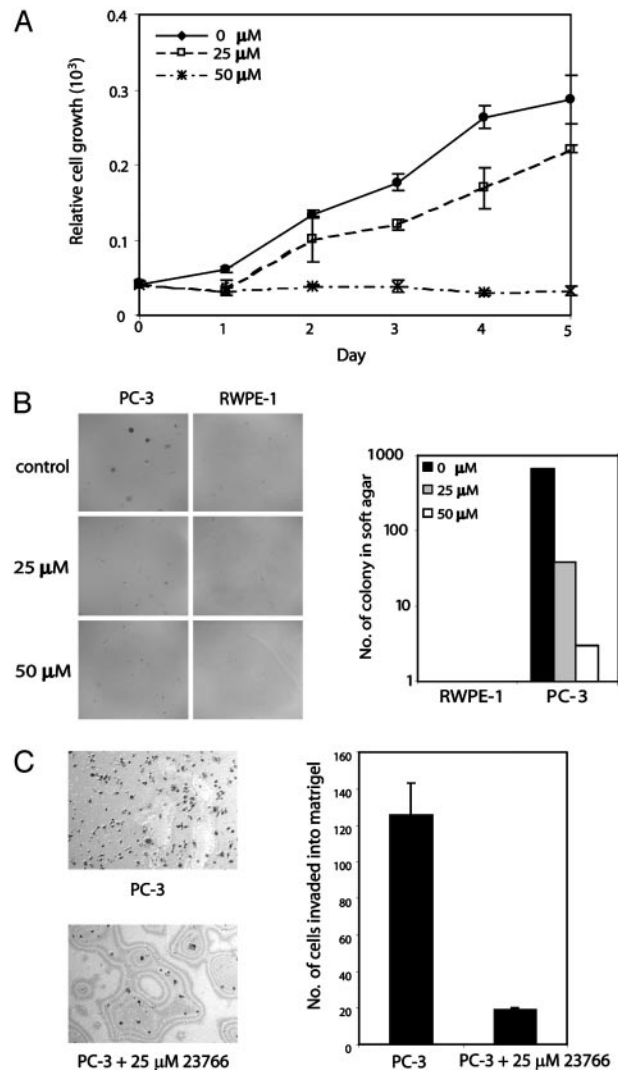 A
0.4
0.3
0.2
0.1
0
Relative cell growth (10³)
0 μM
25 μM
50 μM
0 1 2 3 4 5
Day
B
PC-3 RWPE-1
control
25 μM
50 μM
1000
100
10
1
No. of colony in soft agar
0 μM
25 μM
50 μM
RWPE-1 PC-3
C
PC-3
PC-3 + 25 μM 23766
160
140
120
100
80
60
40
20
0
No. of cells invaded into matrigel
PC-3 PC-3 + 25 μM 23766